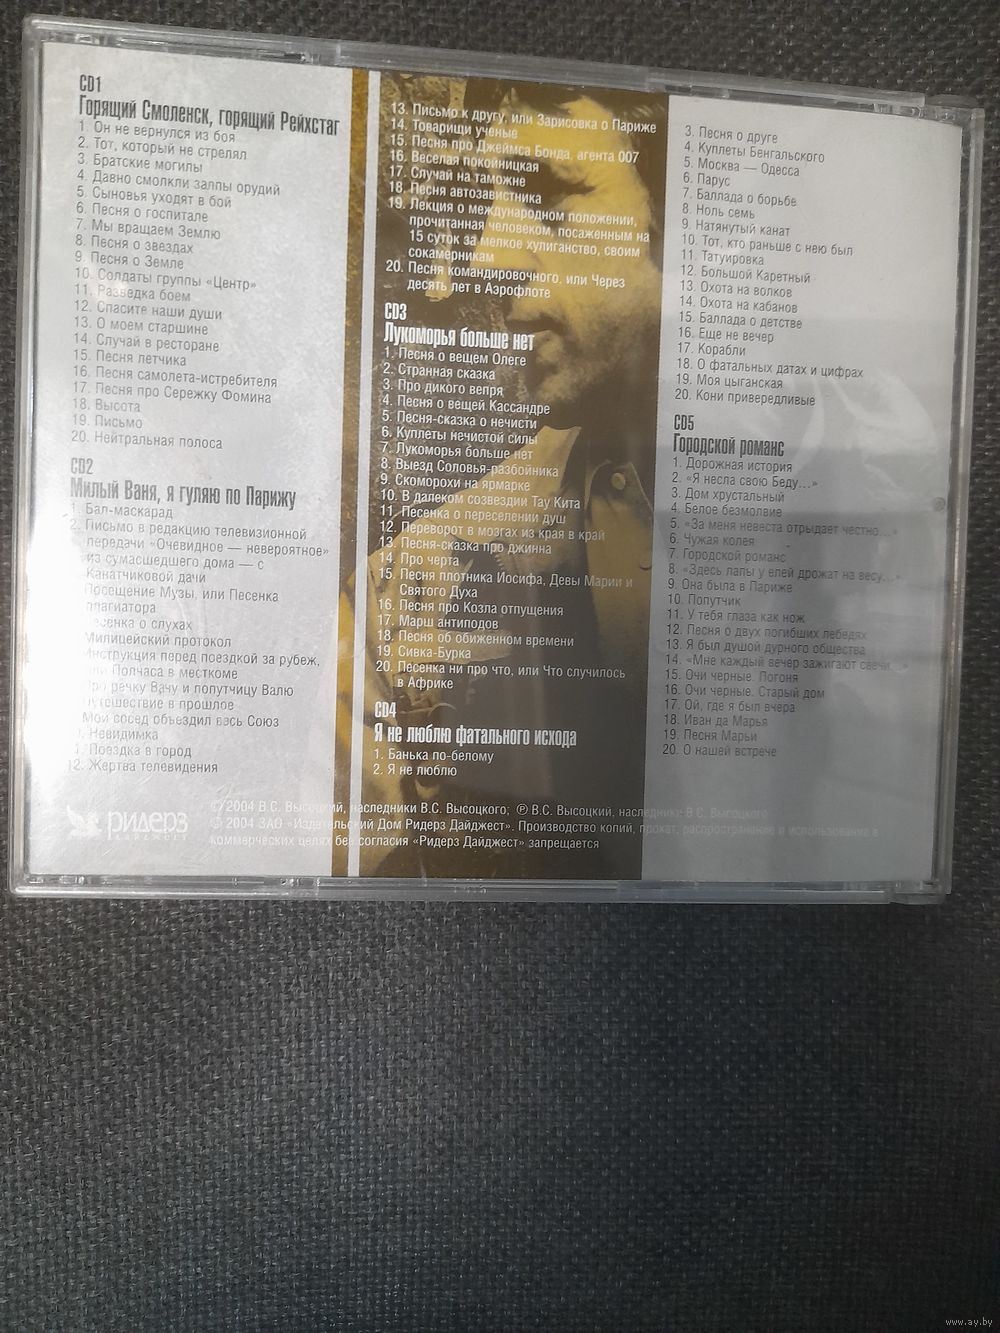 CD1
Горящий Смоленск, горящий Рейхстаг
1. Он не вернулся из боя
2. Тот, который не стрелял
3. Братские могилы
4. Давно смолкли залпы орудий
5. Сыновья уходят в бой
6. Песня о госпитале
7. Мы вращаем Землю
8. Песня о звездах
9. Песня о Земле
10. Солдаты группы «Центр»
11. Разведка боем
12. Спасите наши души
13. О моем старшине
14. Случай в ресторане
15. Песня летчика
16. Песня самолета-истребителя
17. Песня про Сережку Фомина
18. Высота
19. Письмо
20. Нейтральная полоса
CD2
Милый Ваня, я гуляю по Парижу
1. Бал-маскарад
2. Письмо в редакцию телевизионной
передачи «Очевидное — невероятное»
из сумасшедшего дома — с
Канатчиковой дачи
Посещение Музы, или Песенка
плагиатора
Песенка о слухах
Милицейский протокол
Инструкция перед поездкой за рубеж,
или Полчаса в месткоме
Про речку Вачу и попутчицу Валю
Путешествие в прошлое
Мой сосед объездил весь Союз
Невидимка
Поездка в город
12. Жертва телевидения
13. Письмо к другу, или Зарисовка о Париже
14. Товарищи ученые
15. Песня про Джеймса Бонда, агента 007
16. Веселая покойницкая
17. Случай на таможне
18. Песня автозавистника
19. Лекция о международном положении,
прочитанная человеком, посаженным на
15 суток за мелкое хулиганство, своим
сокамерникам
20. Песня командировочного, или Через
десять лет в Аэрофлоте
CD3
Лукоморья больше нет
1. Песня о вещем Олеге
2. Странная сказка
3. Про дикого вепря
4. Песня о вещей Кассандре
5. Песня-сказка о нечисти
6. Куплеты нечистой силы
7. Лукоморья больше нет
8. Выезд Соловья-разбойника
9. Скоморохи на ярмарке
10. В далеком созвездии Тау Кита
11. Песенка о переселении душ
12. Переворот в мозгах из края в край
13. Песня-сказка про джинна
14. Про черта
15. Песня плотника Иосифа, Девы Марии и
Святого Духа
16. Песня про Козла отпущения
17. Марш антиподов
18. Песня об обиженном времени
19. Сивка-Бурка
20. Песенка ни про что, или Что случилось
в Африке
CD4
Я не люблю фатального исхода
1. Банька по-белому
2. Я не люблю
3. Песня о друге
4. Куплеты Бенгальского
5. Москва — Одесса
6. Парус
7. Баллада о борьбе
8. Ноль семь
9. Натянутый канат
10. Тот, кто раньше с нею был
11. Татуировка
12. Большой Каретный
13. Охота на волков
14. Охота на кабанов
15. Баллада о детстве
16. Еще не вечер
17. Корабли
18. О фатальных датах и цифрах
19. Моя цыганская
20. Кони привередливые
CD5
Городской романс
1. Дорожная история
2. «Я несла свою Беду...»
3. Дом хрустальный
4. Белое безмолвие
5. «За меня невеста отрыдает честно...»
6. Чужая колея
7. Городской романс
8. «Здесь лапы у елей дрожат на весу...»
9. Она была в Париже
10. Попутчик
11. У тебя глаза как нож
12. Песня о двух погибших лебедях
13. Я был душой дурного общества
14. «Мне каждый вечер зажигают свечи...»
15. Очи черные. Погоня
16. Очи черные. Старый дом
17. Ой, где я был вчера
18. Иван да Марья
19. Песня Марьи
20. О нашей встрече
ридерз
© 2004 В.С. Высоцкий, наследники В.С. Высоцкого; ℗ В.С. Высоцкий, наследники В.С. Высоцкого
© 2004 ЗАО «Издательский Дом Ридерз Дайджест». Производство копий, прокат, распространение и использование в
коммерческих целях без согласия «Ридерз Дайджест» запрещается
www.ay.by